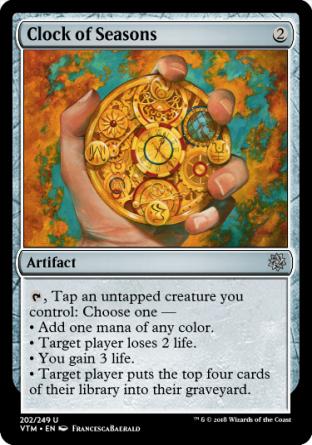 Clock of Seasons 2
Artifact
, Tap an untapped creature you
control: Choose one —
• Add one mana of any color.
• Target player loses 2 life.
• You gain 3 life.
• Target player puts the top four cards
of their library into their graveyard.
202/249 U
VTM • EN FrancescaBaerald
™ & © 2018 Wizards of the Coast